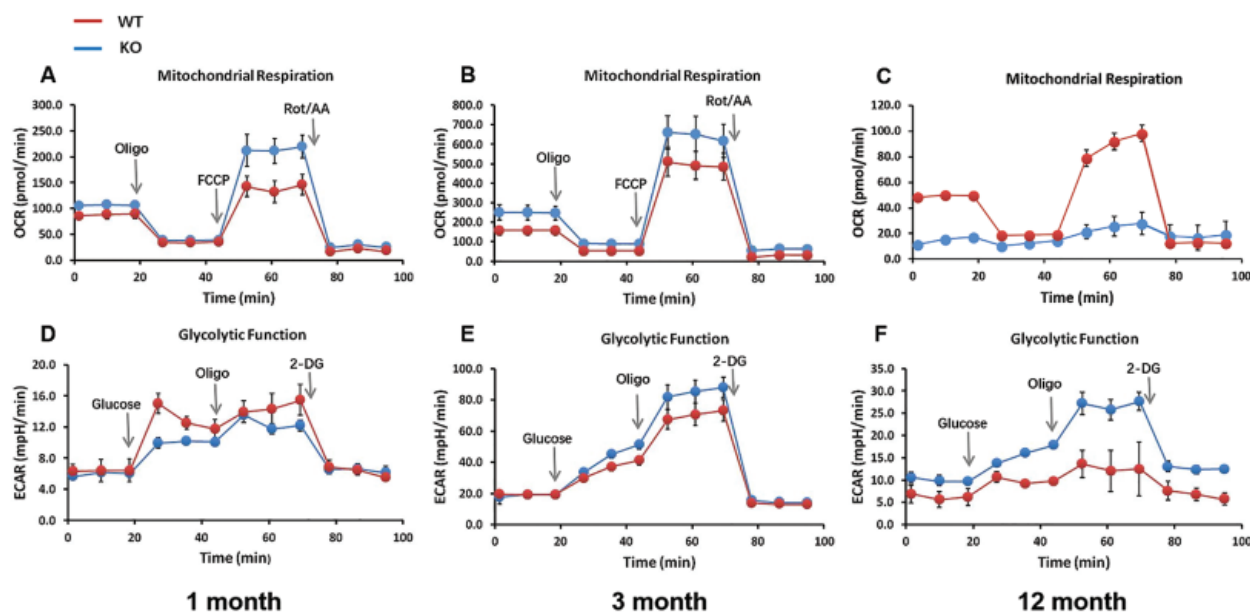 WT
KO
A
Mitochondrial Respiration
300.0
250.0
200.0
150.0
100.0
50.0
0.0
OCR (pmol/min)
Oligo
FCCP
Rot/AA
0 20 40 60 80 100
Time (min)
B
Mitochondrial Respiration
800.0
700.0
600.0
500.0
400.0
300.0
200.0
100.0
0.0
OCR (pmol/min)
Oligo
FCCP
Rot/AA
0 20 40 60 80 100
Time (min)
C
Mitochondrial Respiration
120.0
100.0
80.0
60.0
40.0
20.0
0.0
OCR (pmol/min)
0 20 40 60 80 100
Time (min)
D
Glycolytic Function
20.0
16.0
12.0
8.0
4.0
0.0
ECAR (mpH/min)
Glucose
Oligo
2-DG
0 20 40 60 80 100
Time (min)
E
Glycolytic Function
100.0
80.0
60.0
40.0
20.0
0.0
ECAR (mpH/min)
Glucose
Oligo
2-DG
0 20 40 60 80 100
Time (min)
F
Glycolytic Function
35.0
30.0
25.0
20.0
15.0
10.0
5.0
0.0
ECAR (mpH/min)
Glucose
Oligo
2-DG
0 20 40 60 80 100
Time (min)
1 month
3 month
12 month